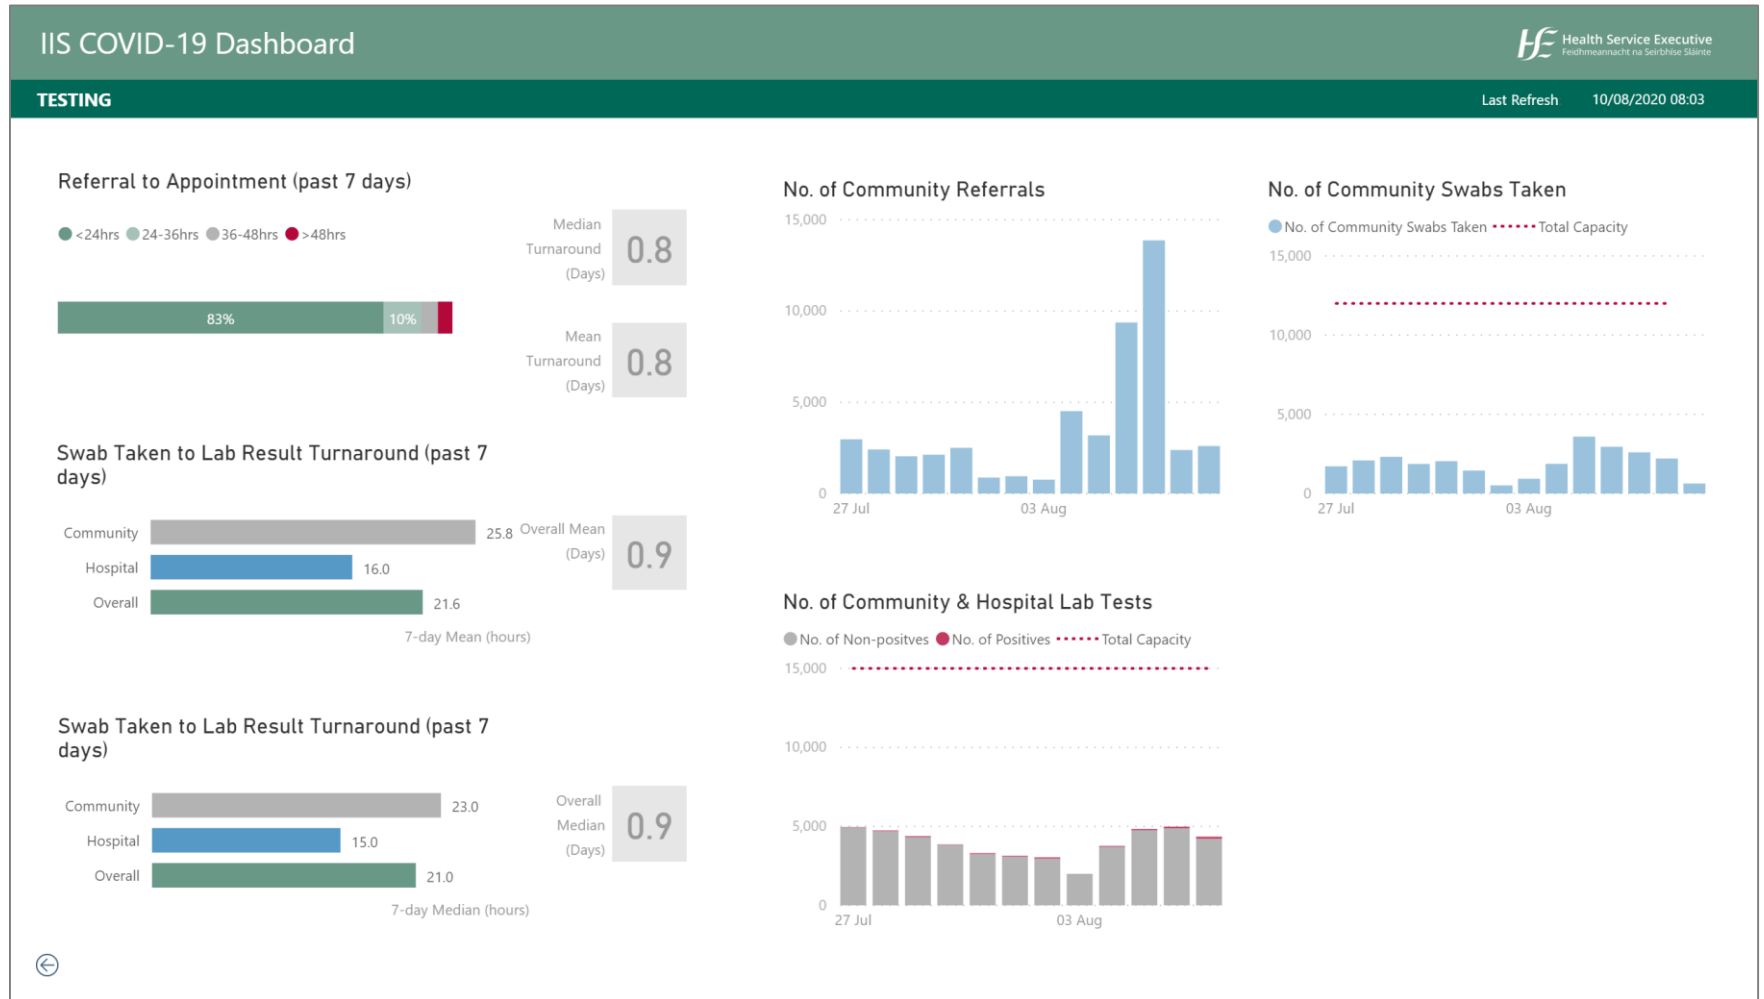 IIS COVID-19 Dashboard
Health Service Executive
Feidhmeannacht na Seirbhíse Sláinte
TESTING
Last Refresh 10/08/2020 08:03
Referral to Appointment (past 7 days)
<24hrs 24-36hrs 36-48hrs >48hrs
83% 10%
Median
Turnaround
(Days)
0.8
Mean
Turnaround
(Days)
0.8
Swab Taken to Lab Result Turnaround (past 7
days)
Community 25.8
Hospital 16.0
Overall 21.6
7-day Mean (hours)
Overall Mean
(Days)
0.9
Swab Taken to Lab Result Turnaround (past 7
days)
Community 23.0
Hospital 15.0
Overall 21.0
7-day Median (hours)
Overall
Median
(Days)
0.9
No. of Community Referrals
15,000
10,000
5,000
0
27 Jul 03 Aug
No. of Community Swabs Taken
No. of Community Swabs Taken Total Capacity
15,000
10,000
5,000
0
27 Jul 03 Aug
No. of Community & Hospital Lab Tests
No. of Non-positves No. of Positives Total Capacity
15,000
10,000
5,000
0
27 Jul 03 Aug